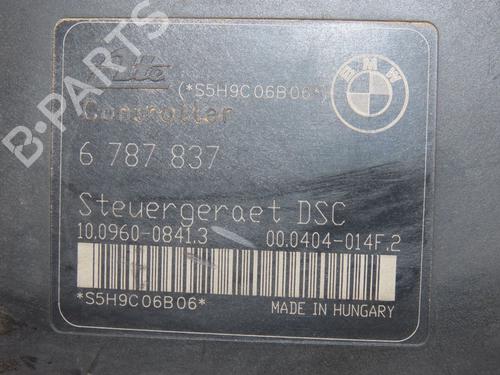 Ate
(*S5H9C06B06*)
BMW
Controller
6 787 837
Steuergeraet DSC
10.0960-0841.3 00.0404-014F.2
*S5H9C06B06*
MADE IN HUNGARY
B-PARTS